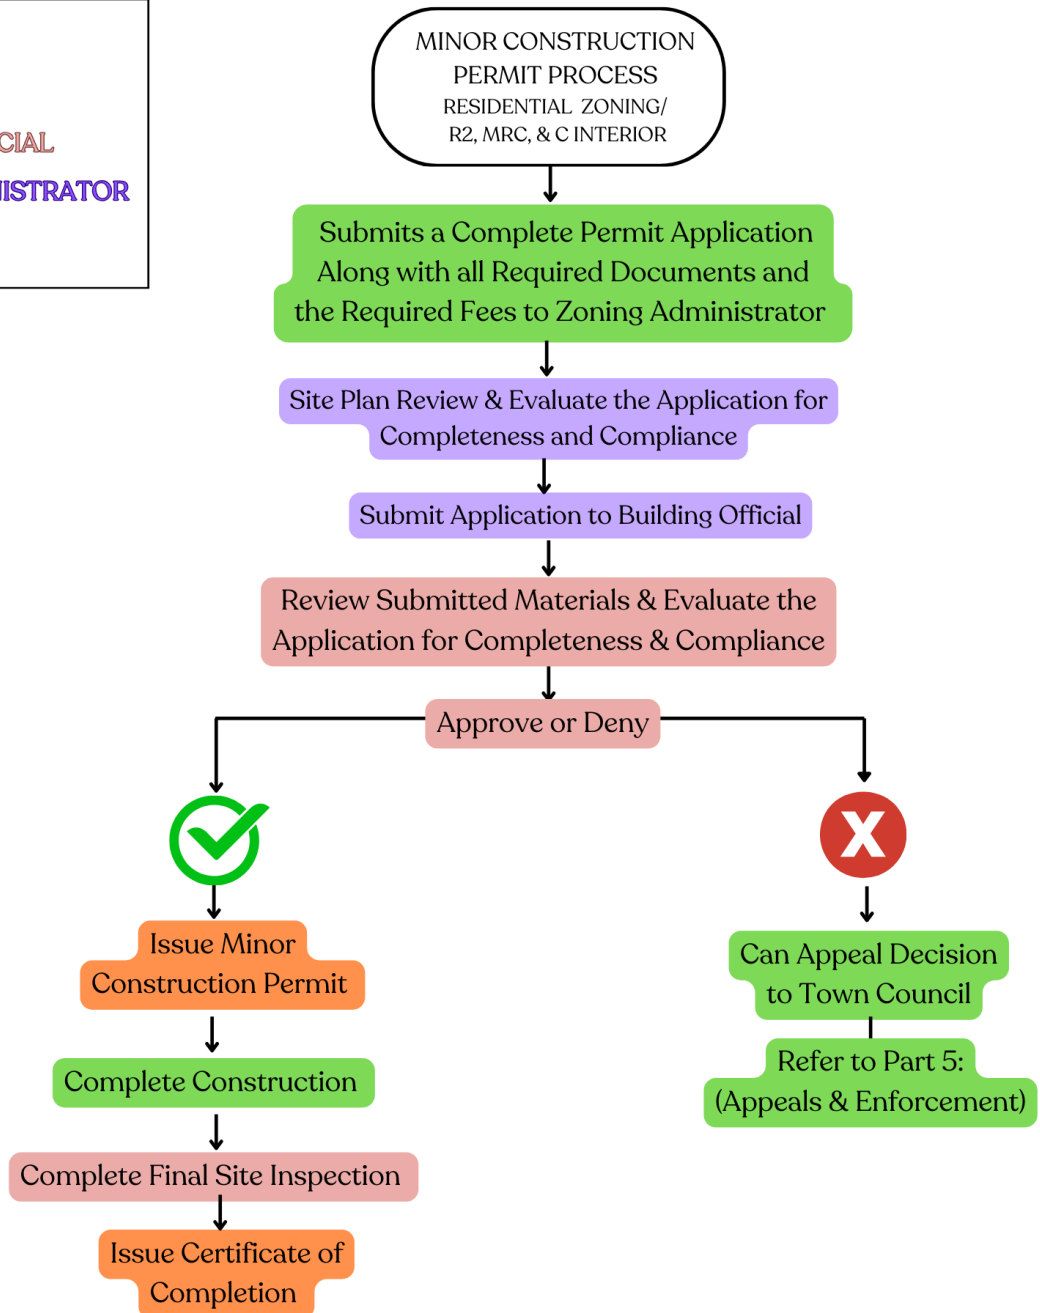 CIAL
NISTRATOR
MINOR CONSTRUCTION
PERMIT PROCESS
RESIDENTIAL ZONING/
R2, MRC, & C INTERIOR
Submits a Complete Permit Application
Along with all Required Documents and
the Required Fees to Zoning Administrator
Site Plan Review & Evaluate the Application for
Completeness and Compliance
Submit Application to Building Official
Review Submitted Materials & Evaluate the
Application for Completeness & Compliance
Approve or Deny
X
Issue Minor
Construction Permit
Can Appeal Decision
to Town Council
Complete Construction
Refer to Part 5:
(Appeals & Enforcement)
Complete Final Site Inspection
Issue Certificate of
Completion